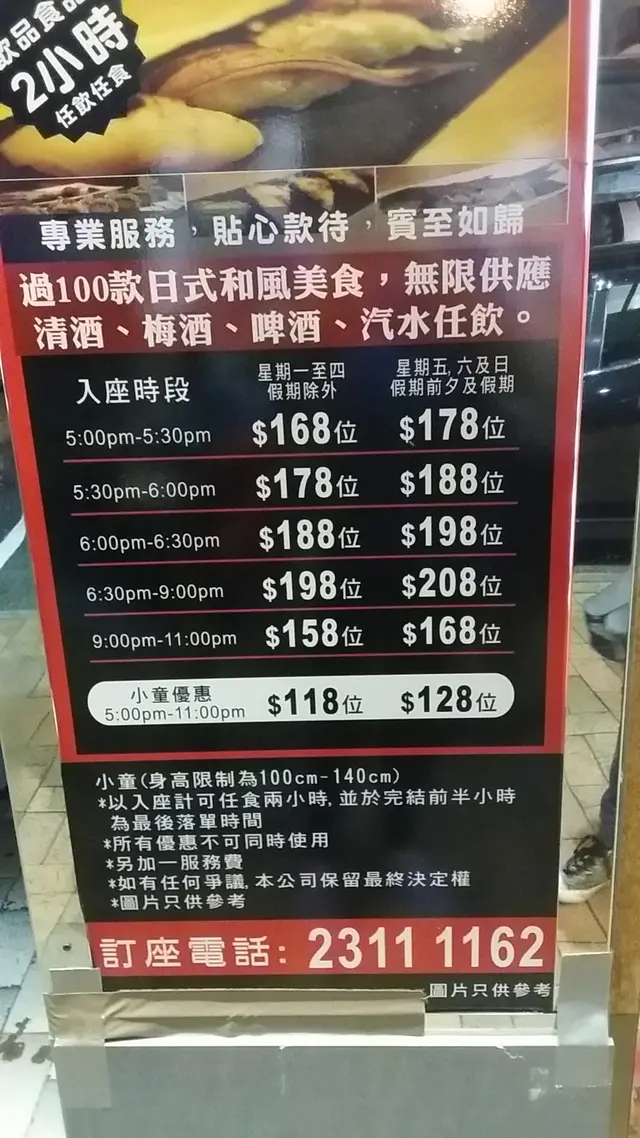 飲品食品
2小時
任飲任食
專業服務，貼心款待，賓至如歸
過100款日式和風美食，無限供應
清酒、梅酒、啤酒、汽水任飲。
入座時段 星期一至四 假期除外 星期五,六及日 假期前夕及假期
5:00pm-5:30pm $168位 $178位
5:30pm-6:00pm $178位 $188位
6:00pm-6:30pm $188位 $198位
6:30pm-9:00pm $198位 $208位
9:00pm-11:00pm $158位 $168位
小童優惠
5:00pm-11:00pm $118位 $128位
小童(身高限制為100cm-140cm)
*以入座計可任食兩小時,並於完結前半小時
為最後落單時間
*所有優惠不可同時使用
*另加一服務費
*如有任何爭議,本公司保留最終決定權
*圖片只供參考
訂座電話: 2311 1162
圖片只供參考